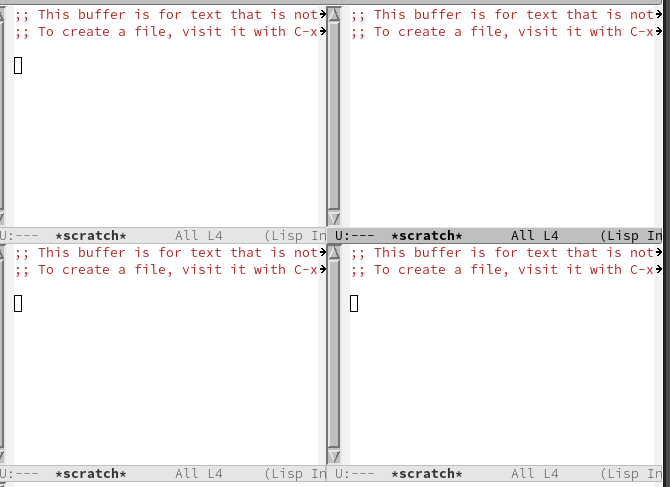 ;; This buffer is for text that is not
;; To create a file, visit it with C-x
U:--- *scratch* All L4 (Lisp In
;; This buffer is for text that is not
;; To create a file, visit it with C-x
U:--- *scratch* All L4 (Lisp In
;; This buffer is for text that is not
;; To create a file, visit it with C-x
U:--- *scratch* All L4 (Lisp In
;; This buffer is for text that is not
;; To create a file, visit it with C-x
U:--- *scratch* All L4 (Lisp In